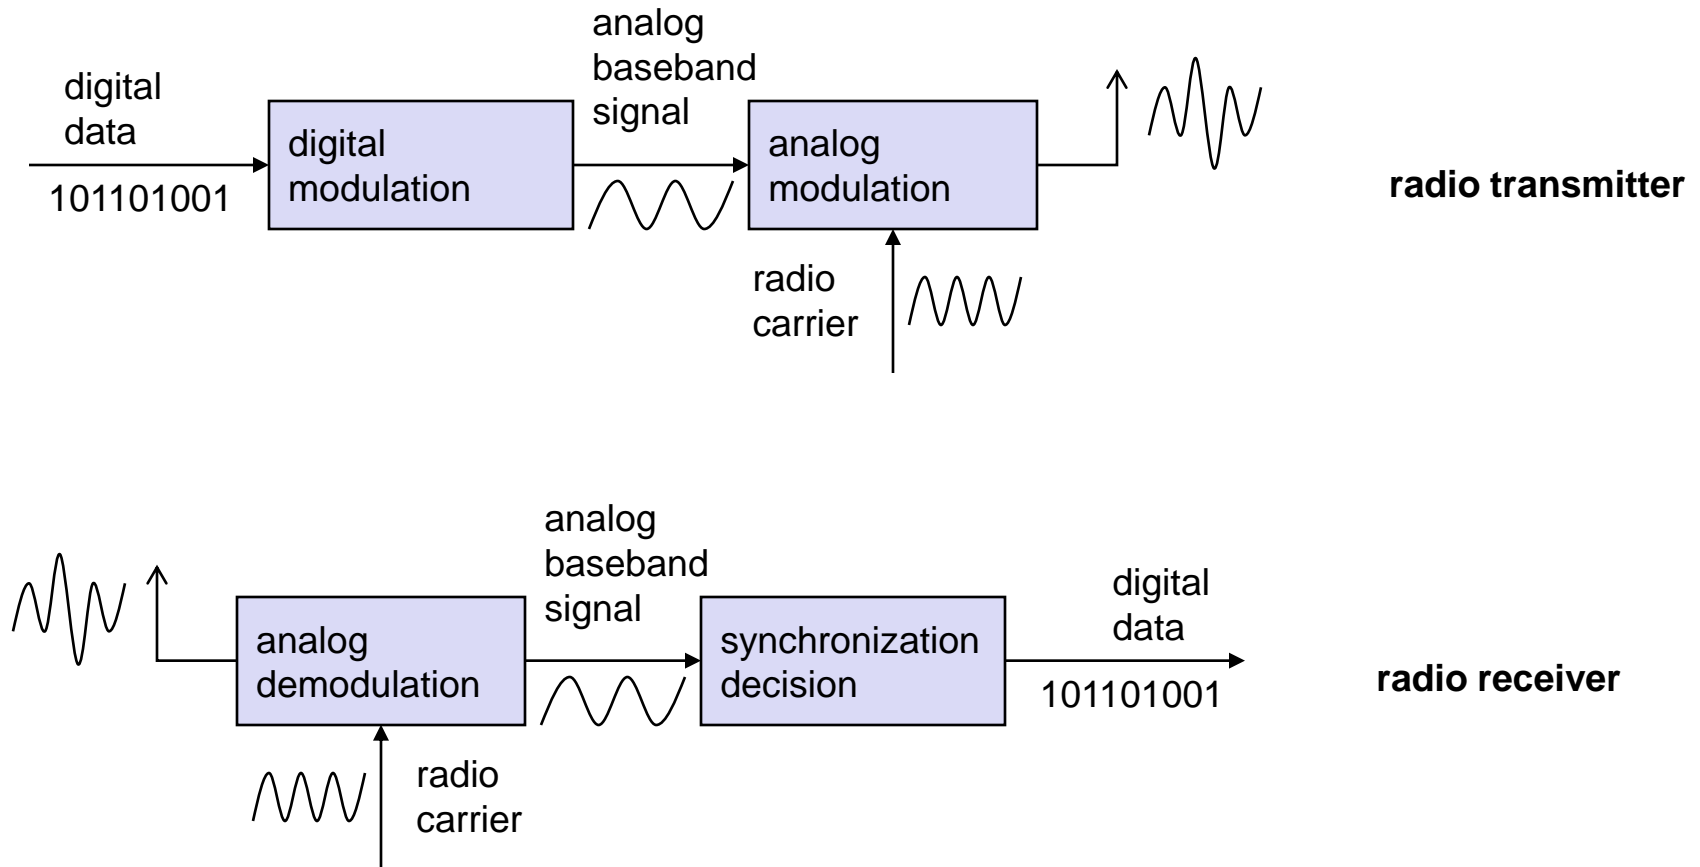 analog
baseband
signal
digital
data
101101001
digital
modulation
analog
modulation
radio transmitter
radio
carrier
analog
baseband
signal
digital
data
101101001
analog
demodulation
synchronization
decision
radio receiver
radio
carrier